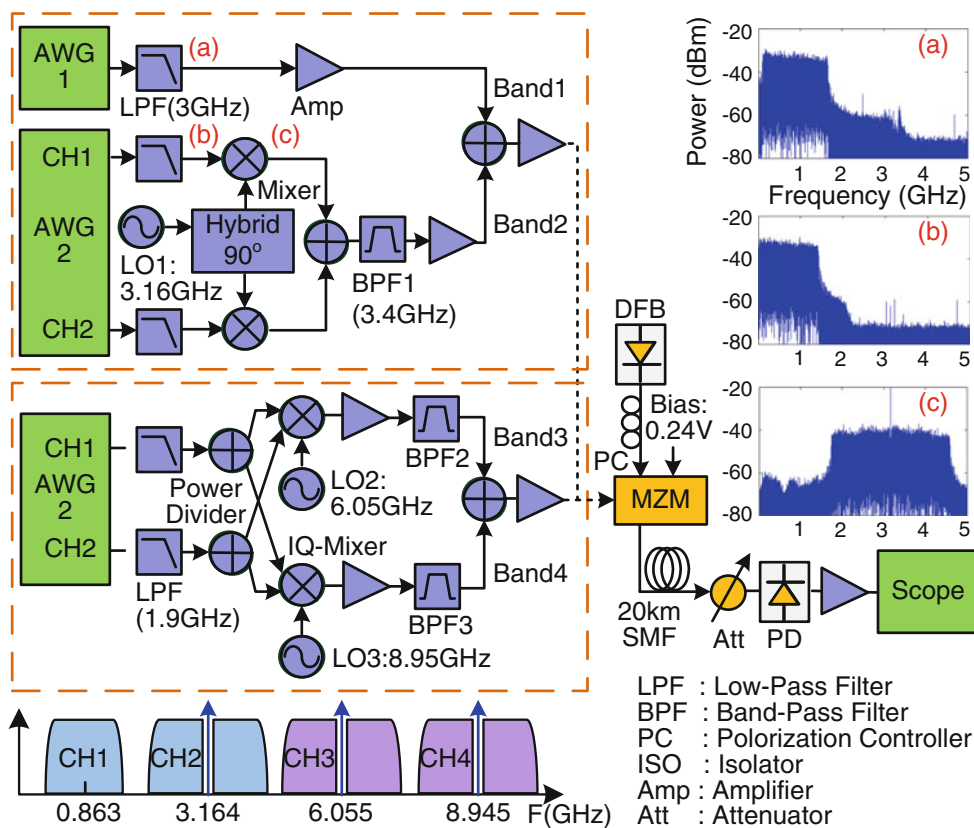 AWG
1
LPF(3GHz)
(a)
Amp
Band1
CH1
AWG
2
CH2
(b)
(c)
Mixer
LO1:
3.16GHz
Hybrid
90°
BPF1
(3.4GHz)
Band2
CH1
AWG
2
CH2
LPF
(1.9GHz)
Power
Divider
IQ-Mixer
LO2:
6.05GHz
LO3:8.95GHz
BPF2
BPF3
Band3
Band4
DFB
PC
Bias:
0.24V
MZM
20km
SMF
Att
PD
Scope
Power (dBm)
-20
-40
-60
-80
(a)
1 2 3 4 5
Frequency (GHz)
-20
-40
-60
-80
(b)
1 2 3 4 5
-20
-40
-60
-80
(c)
1 2 3 4 5
CH1 CH2 CH3 CH4
0.863 3.164 6.055 8.945 F(GHz)
LPF : Low-Pass Filter
BPF : Band-Pass Filter
PC : Polorization Controller
ISO : Isolator
Amp : Amplifier
Att : Attenuator